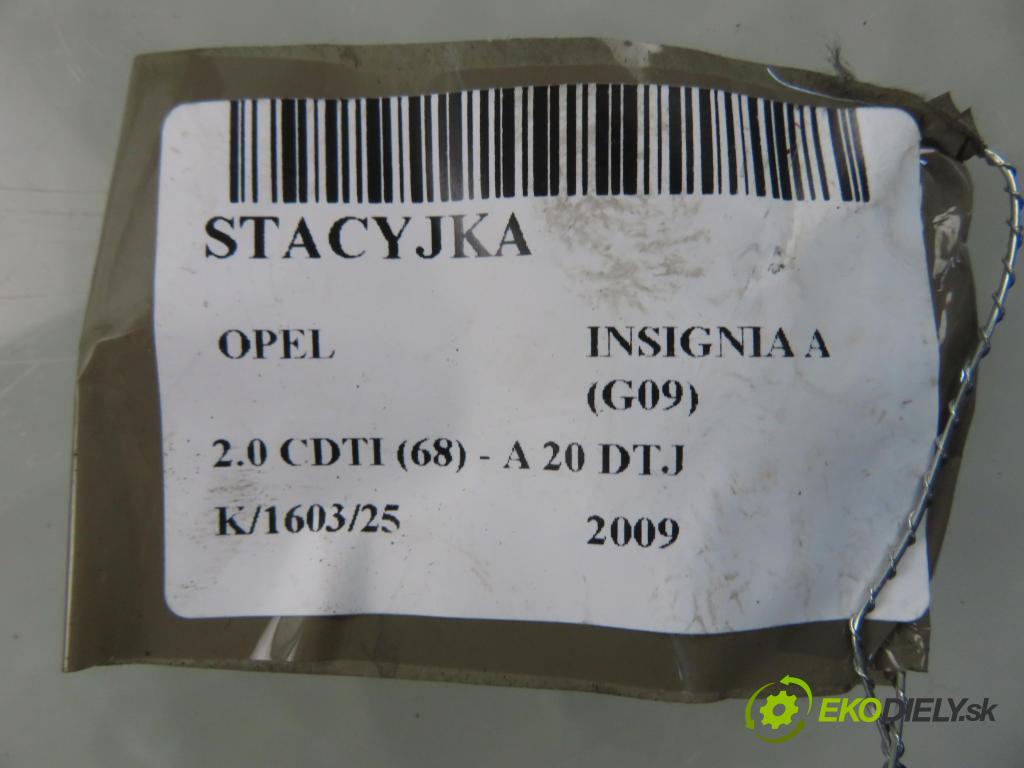 STACYJKA
OPEL INSIGNIA A
(G09)
2.0 CDTI (68) - A 20 DTJ
K/1603/25 2009
EKODIELY.sk